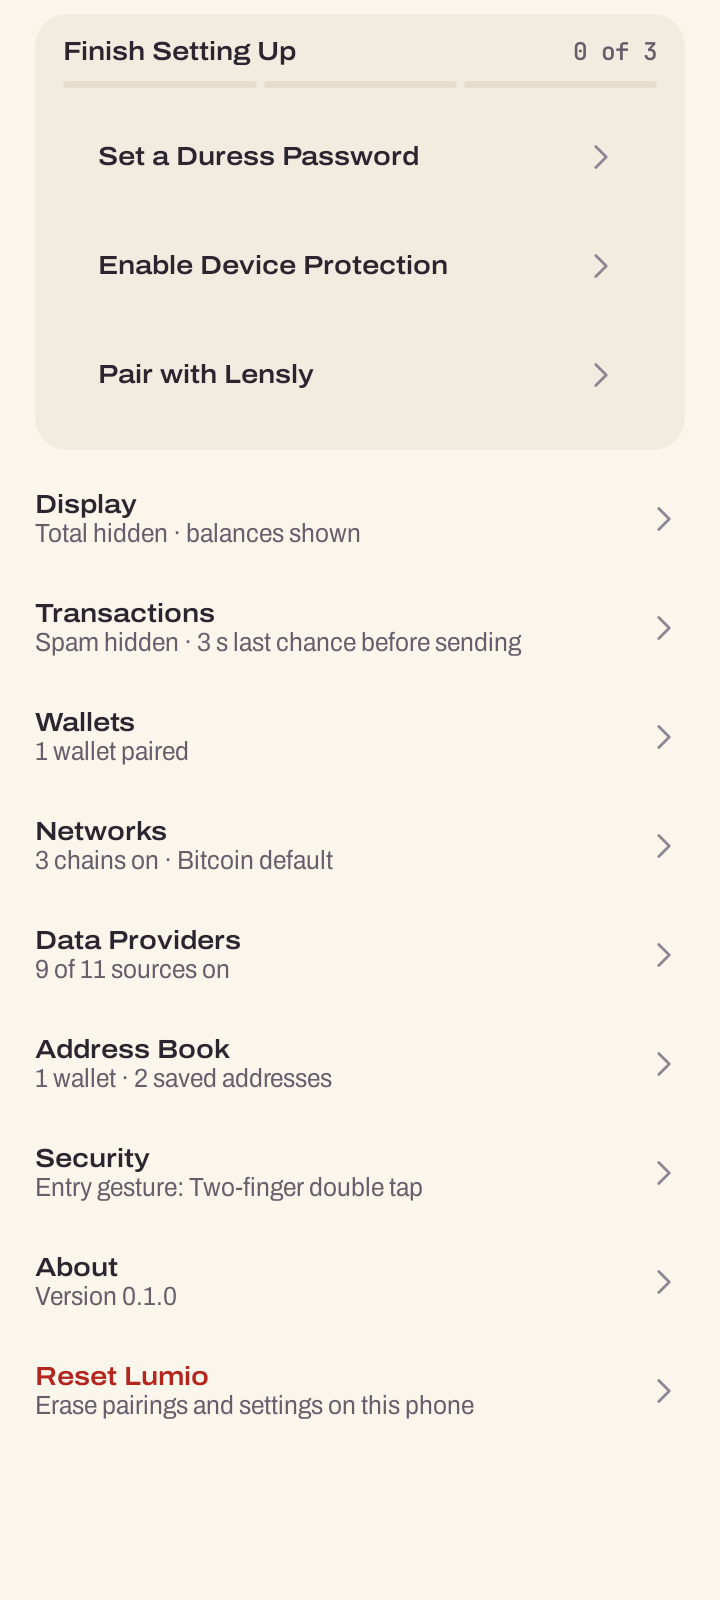 Finish Setting Up
0 of 3
Set a Duress Password
Enable Device Protection
Pair with Lensly
Display
Total hidden · balances shown
Transactions
Spam hidden · 3 s last chance before sending
Wallets
1 wallet paired
Networks
3 chains on · Bitcoin default
Data Providers
9 of 11 sources on
Address Book
1 wallet · 2 saved addresses
Security
Entry gesture: Two-finger double tap
About
Version 0.1.0
Reset Lumio
Erase pairings and settings on this phone